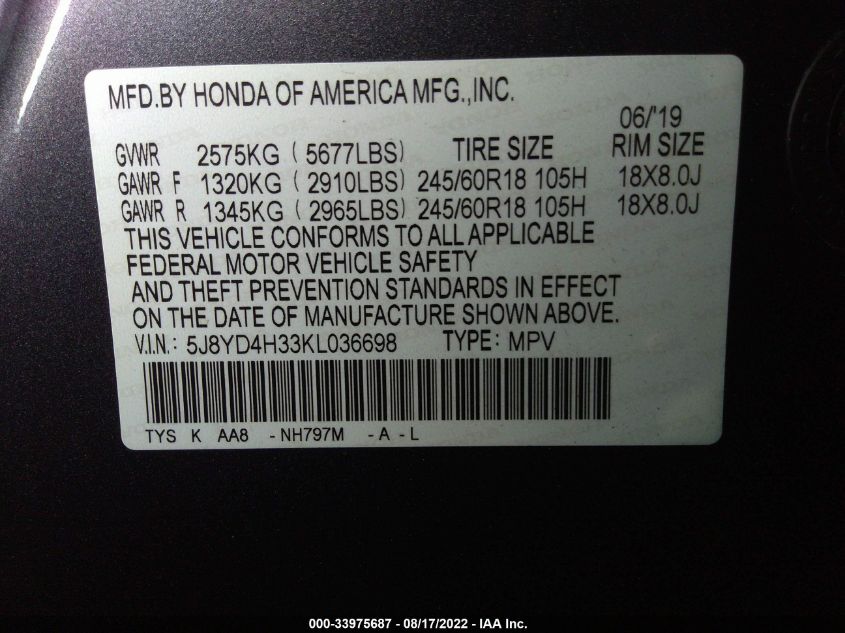 MFD.BY HONDA OF AMERICA MFG.,INC.
06/'19
GVWR 2575KG ( 5677LBS) TIRE SIZE RIM SIZE
GAWR F 1320KG ( 2910LBS) 245/60R18 105H 18X8.0J
GAWR R 1345KG ( 2965LBS) 245/60R18 105H 18X8.0J
THIS VEHICLE CONFORMS TO ALL APPLICABLE
FEDERAL MOTOR VEHICLE SAFETY
AND THEFT PREVENTION STANDARDS IN EFFECT
ON THE DATE OF MANUFACTURE SHOWN ABOVE.
V.I.N.: 5J8YD4H33KL036698 TYPE: MPV
TYS K AA8 -NH797M -A -L
000-33975687 - 08/17/2022 - IAA Inc.